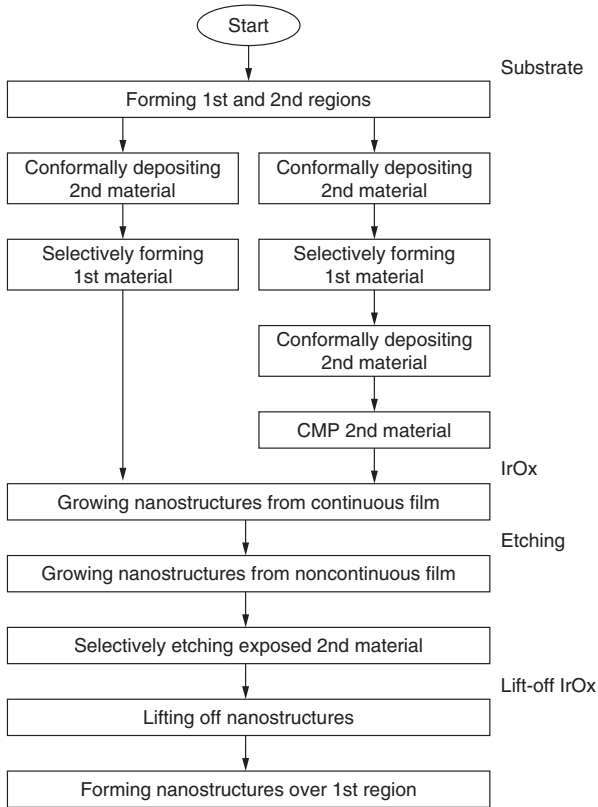 Start
Substrate
Forming 1st and 2nd regions
Conformally depositing
2nd material
Selectively forming
1st material
Conformally depositing
2nd material
Selectively forming
1st material
Conformally depositing
2nd material
CMP 2nd material
IrOx
Growing nanostructures from continuous film
Etching
Growing nanostructures from noncontinuous film
Selectively etching exposed 2nd material
Lift-off IrOx
Lifting off nanostructures
Forming nanostructures over 1st region